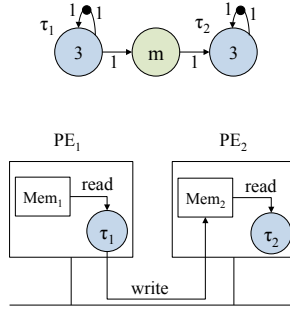 τ1 1 1 τ2 1 1
3 1 m 1 3
PE1 PE2
Mem1 read Mem2 read
τ1 τ2
write